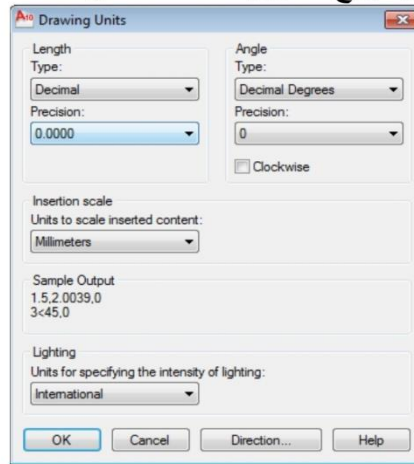 Drawing Units
Length
Type:
Decimal
Precision:
0.0000
Angle
Type:
Decimal Degrees
Precision:
0
Clockwise
Insertion scale
Units to scale inserted content:
Millimeters
Sample Output
1.5,2.0039,0
3<45,0
Lighting
Units for specifying the intensity of lighting:
International
OK
Cancel
Direction...
Help